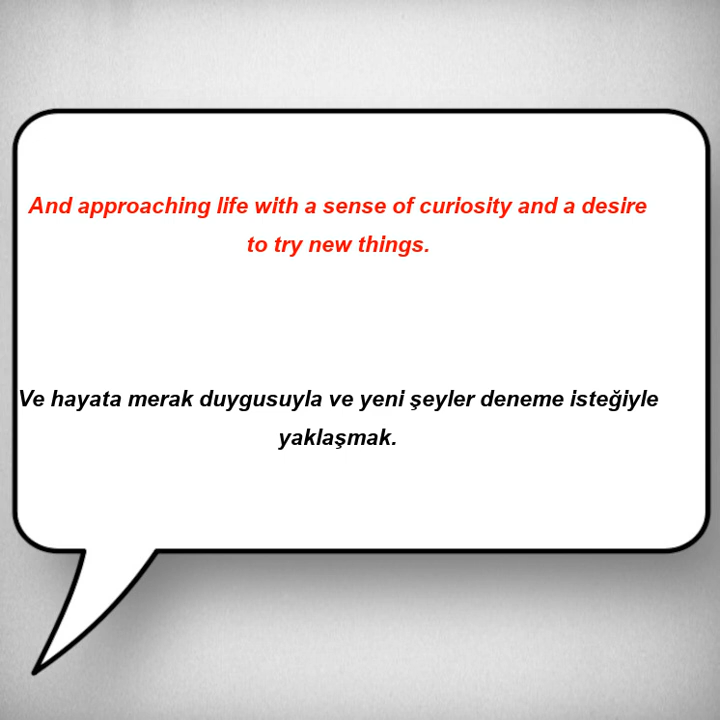 And approaching life with a sense of curiosity and a desire
to try new things.
Ve hayata merak duygusuyla ve yeni şeyler deneme isteğiyle
yaklaşmak.